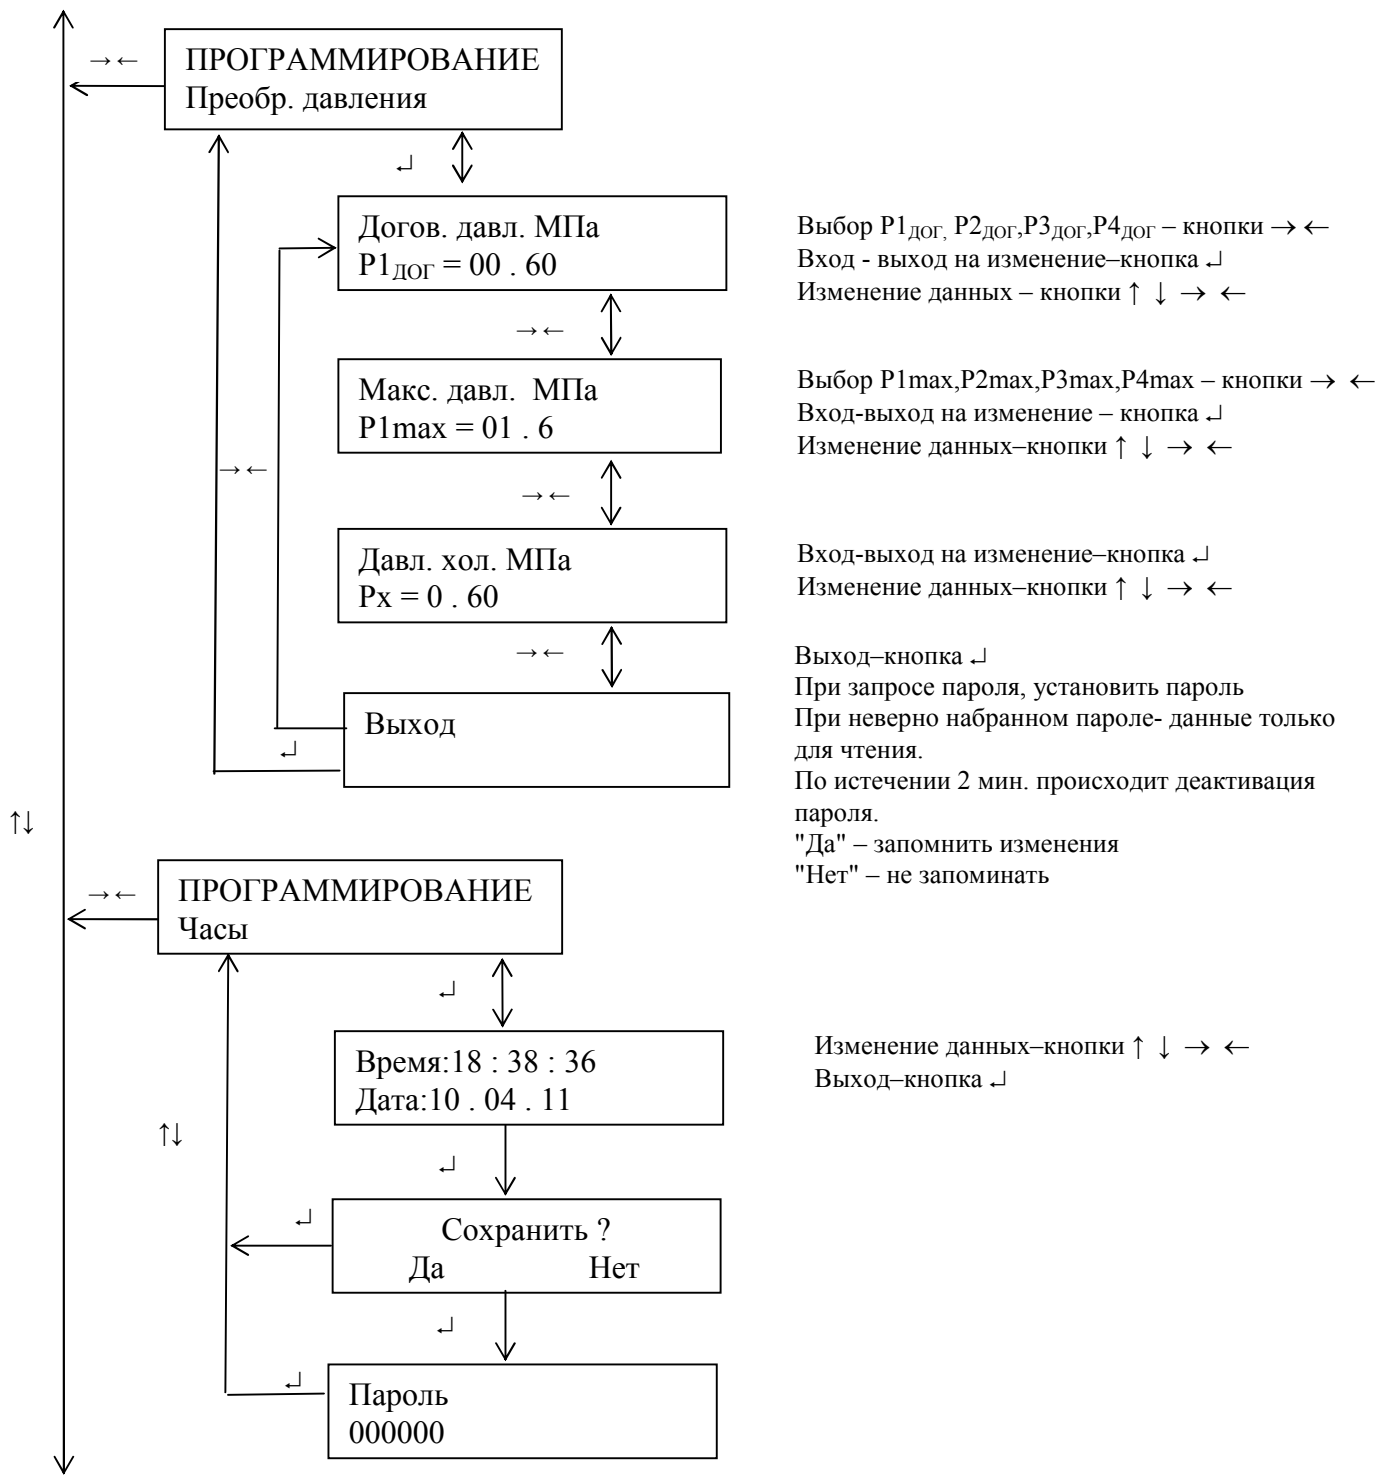 →←
ПРОГРАММИРОВАНИЕ
Преобр. давления
↵
Догов. давл. МПа
P1ДОГ = 00 . 60
Выбор P1ДОГ, P2ДОГ,P3ДОГ,P4ДОГ – кнопки → ←
Вход - выход на изменение–кнопка ↵
Изменение данных – кнопки ↑ ↓ → ←
→←
Макс. давл. МПа
P1max = 01 . 6
Выбор P1max,P2max,P3max,P4max – кнопки → ←
Вход-выход на изменение – кнопка ↵
Изменение данных–кнопки ↑ ↓ → ←
→←
→←
Давл. хол. МПа
Px = 0 . 60
Вход-выход на изменение–кнопка ↵
Изменение данных–кнопки ↑ ↓ → ←
→←
Выход
↵
Выход–кнопка ↵
При запросе пароля, установить пароль
При неверно набранном пароле- данные только
для чтения.
По истечении 2 мин. происходит деактивация
пароля.
"Да" – запомнить изменения
"Нет" – не запоминать
↑↓
→←
ПРОГРАММИРОВАНИЕ
Часы
↵
Время:18 : 38 : 36
Дата:10 . 04 . 11
Изменение данных–кнопки ↑ ↓ → ←
Выход–кнопка ↵
↑↓
↵
↵
Сохранить ?
Да Нет
↵
↵
Пароль
000000